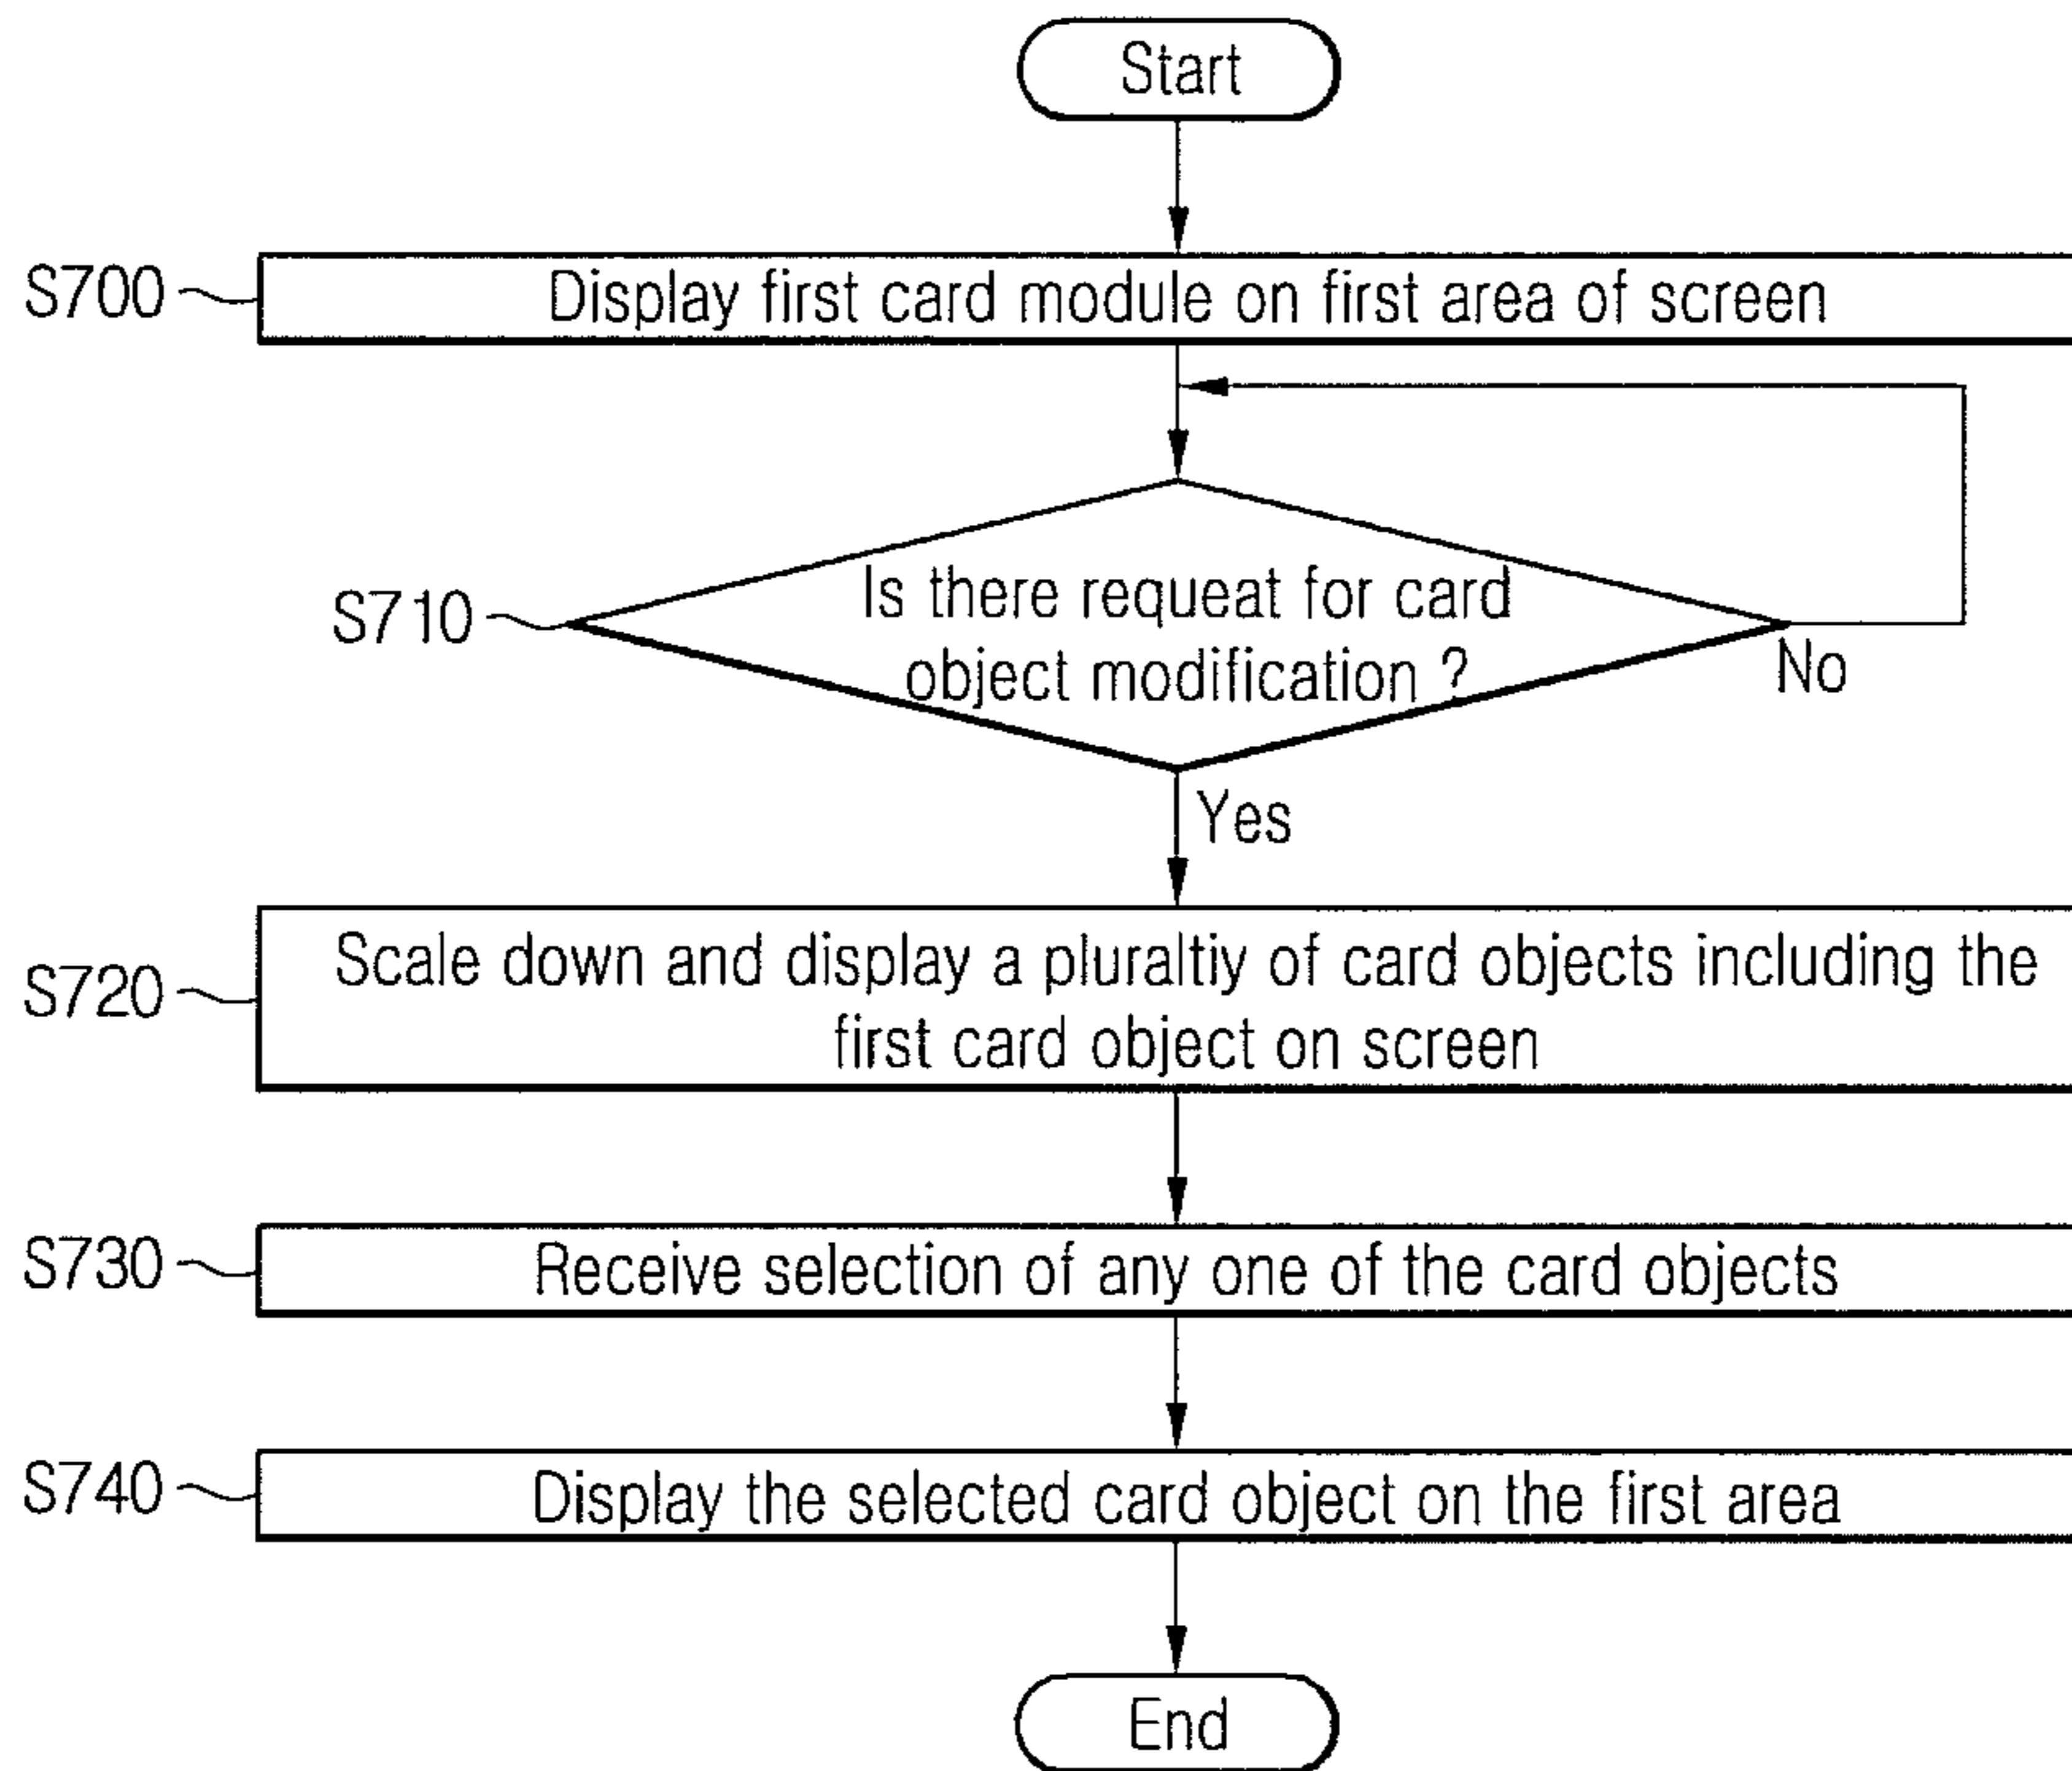 Start
S700
Display first card module on first area of screen
S710
Is there requeat for card
object modification ?
No
Yes
S720
Scale down and display a pluraltiy of card objects including the
first card object on screen
S730
Receive selection of any one of the card objects
S740
Display the selected card object on the first area
End